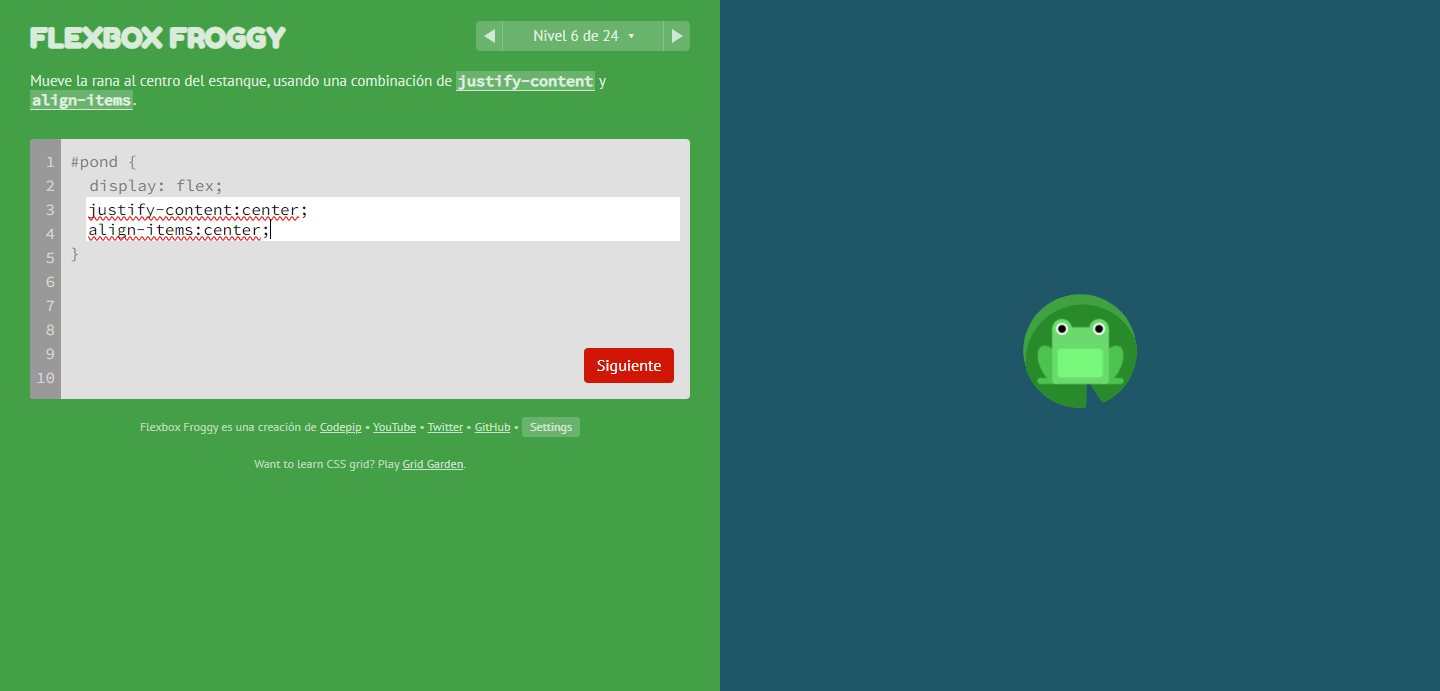 FLEXBOX FROGGY
◀ Nivel 6 de 24 ▾ ▶
Mueve la rana al centro del estanque, usando una combinación de justify-content y
align-items.
1 #pond {
2 display: flex;
3 justify-content:center;
4 align-items:center;
5 }
6
7
8
9
10
Siguiente
Flexbox Froggy es una creación de Codepip • YouTube • Twitter • GitHub • Settings
Want to learn CSS grid? Play Grid Garden.